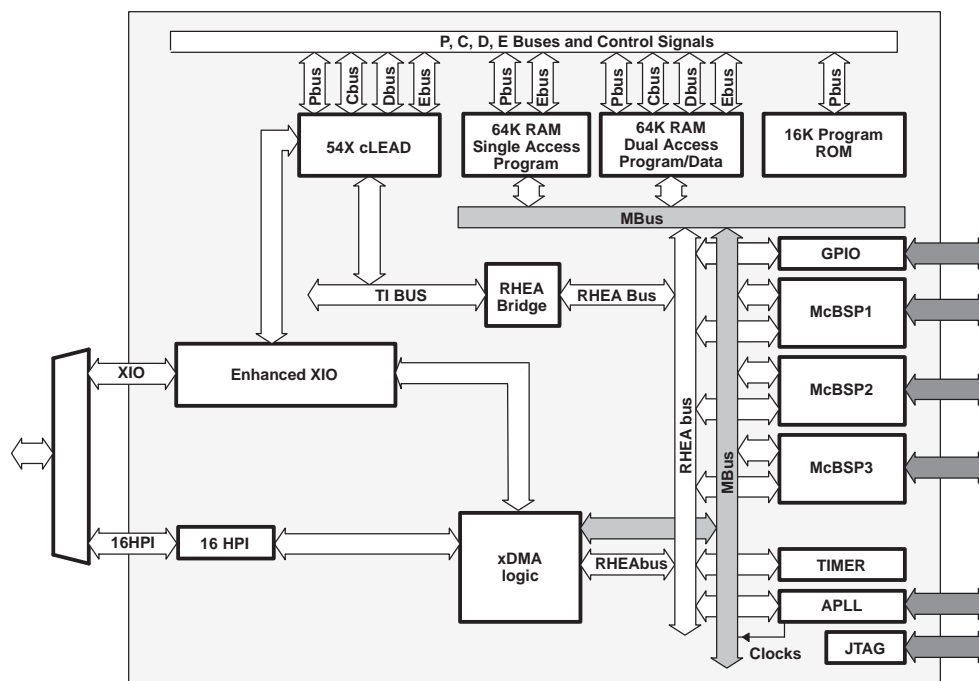 P, C, D, E Buses and Control Signals
Pbus
Cbus
Dbus
Ebus
Pbus
Ebus
Pbus
Cbus
Dbus
Ebus
Pbus
54X cLEAD
64K RAM
Single Access
Program
64K RAM
Dual Access
Program/Data
16K Program
ROM
MBus
GPIO
TI BUS
RHEA
Bridge
RHEA Bus
McBSP1
XIO
Enhanced XIO
McBSP2
RHEA bus
MBus
McBSP3
16HPI
16 HPI
xDMA
logic
RHEAbus
TIMER
APLL
Clocks
JTAG